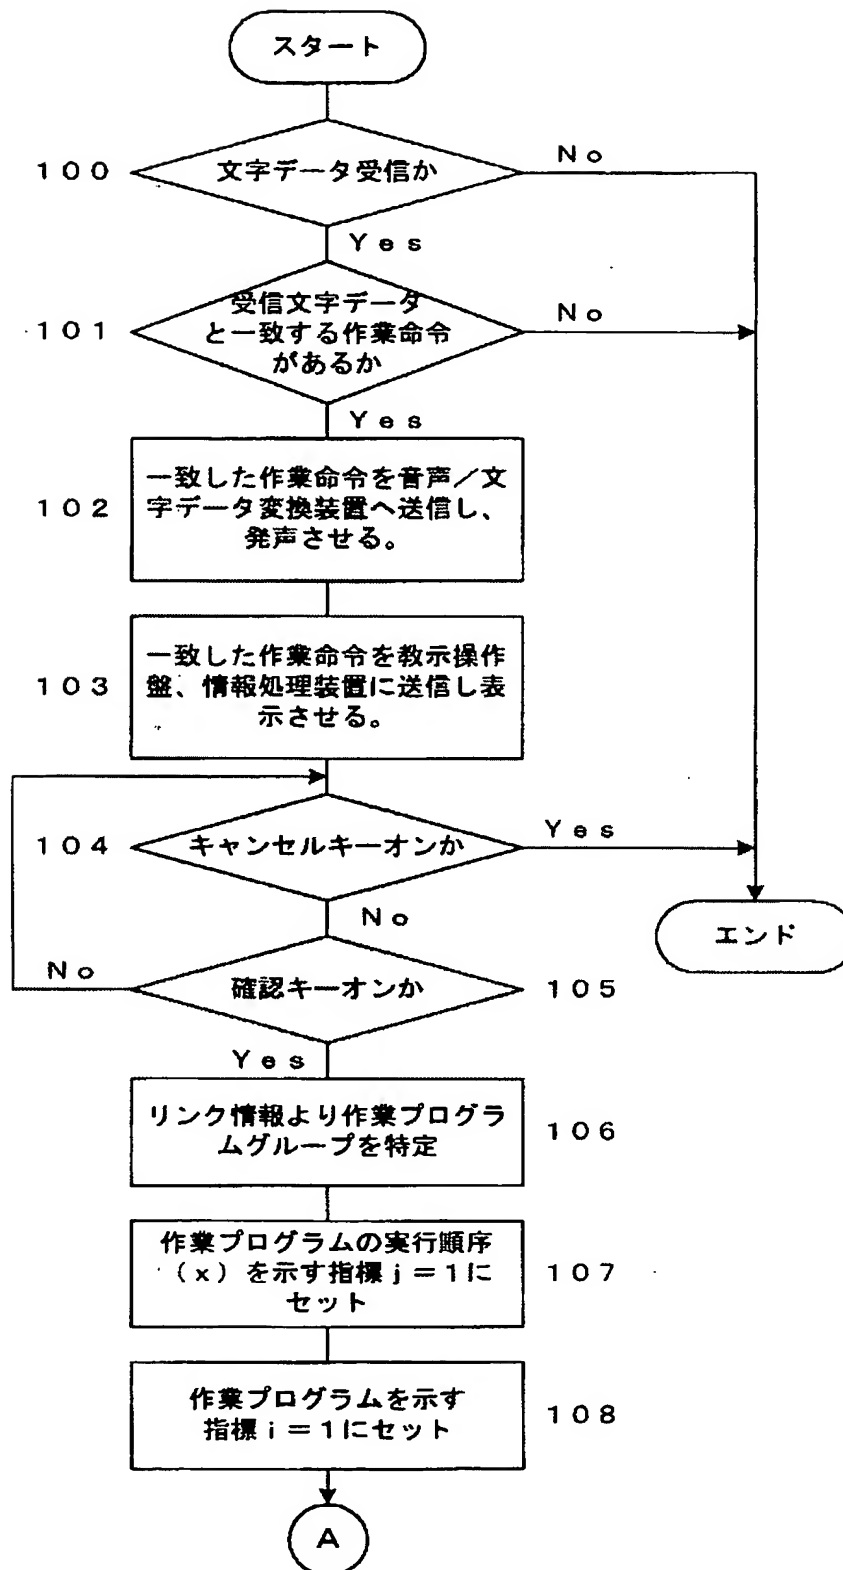 スタート
100
文字データ受信か
No
Yes
101
受信文字データ
と一致する作業命令
があるか
No
Yes
102
一致した作業命令を音声／文
字データ変換装置へ送信し、
発声させる。
103
一致した作業命令を教示操作
盤、情報処理装置に送信し表
示させる。
104
キャンセルキーオンか
Yes
No
エンド
No
確認キーオンか
105
Yes
リンク情報より作業プログラ
ムグループを特定
106
作業プログラムの実行順序
（x）を示す指標j＝1に
セット
107
作業プログラムを示す
指標i＝1にセット
108
A